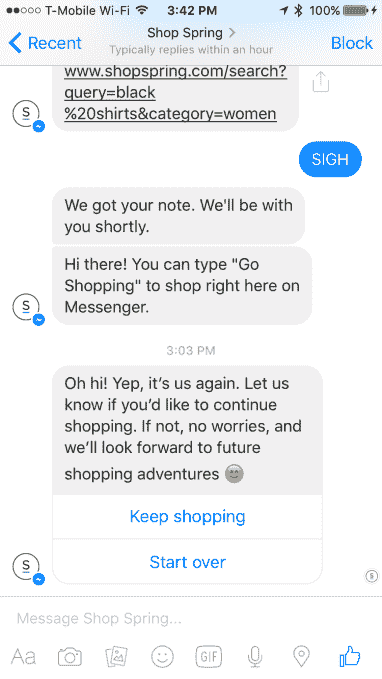 T-Mobile Wi-Fi 3:42 PM 100%
Recent Shop Spring Block
Typically replies within an hour
www.shopspring.com/search?
query=black
%20shirts&category=women
S
SIGH
We got your note. We'll be with
you shortly.
Hi there! You can type "Go
Shopping" to shop right here on
Messenger.
S
3:03 PM
Oh hi! Yep, it's us again. Let us
know if you'd like to continue
shopping. If not, no worries, and
we'll look forward to future
shopping adventures
Keep shopping
Start over
S
S
Message Shop Spring...
Aa GIF